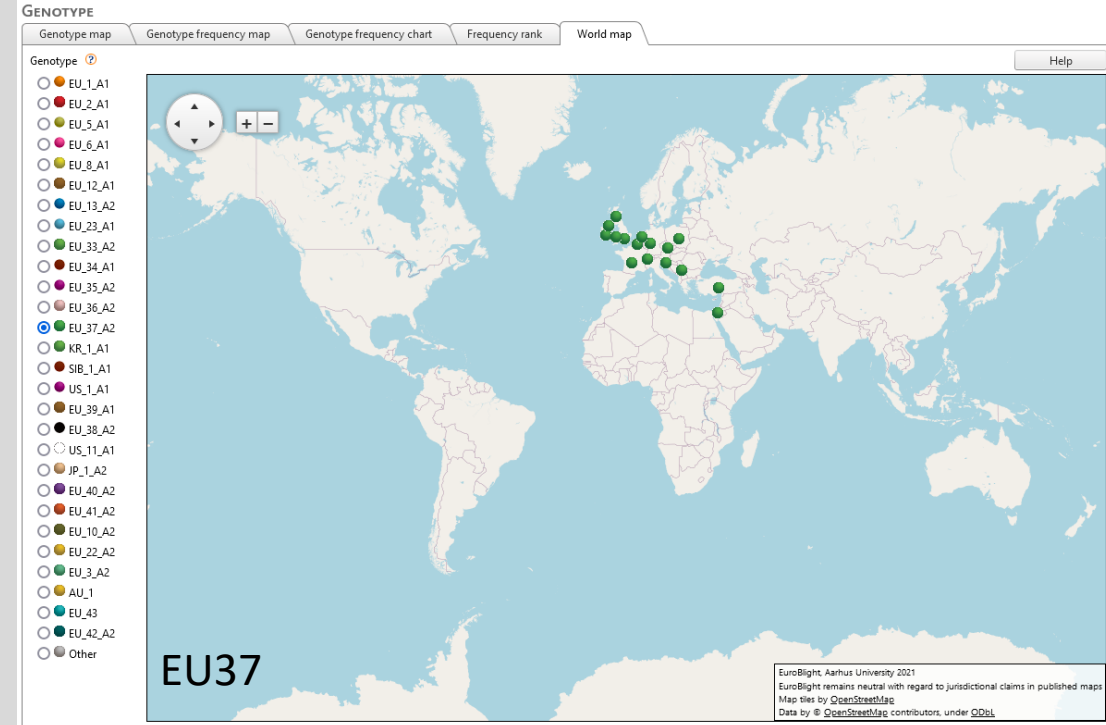 GENOTYPE
Genotype map
Genotype frequency map
Genotype frequency chart
Frequency rank
World map
Genotype ?
Help
EU_1_A1
EU_2_A1
EU_5_A1
EU_6_A1
EU_8_A1
EU_12_A1
EU_13_A2
EU_23_A1
EU_33_A2
EU_34_A1
EU_35_A2
EU_36_A2
EU_37_A2
KR_1_A1
SIB_1_A1
US_1_A1
EU_39_A1
EU_38_A2
US_11_A1
JP_1_A2
EU_40_A2
EU_41_A2
EU_10_A2
EU_22_A2
EU_3_A2
AU_1
EU_43
EU_42_A2
Other
+ −
EU37
EuroBlight, Aarhus University 2021
EuroBlight remains neutral with regard to jurisdictional claims in published maps
Map tiles by OpenStreetMap
Data by © OpenStreetMap contributors, under ODbL